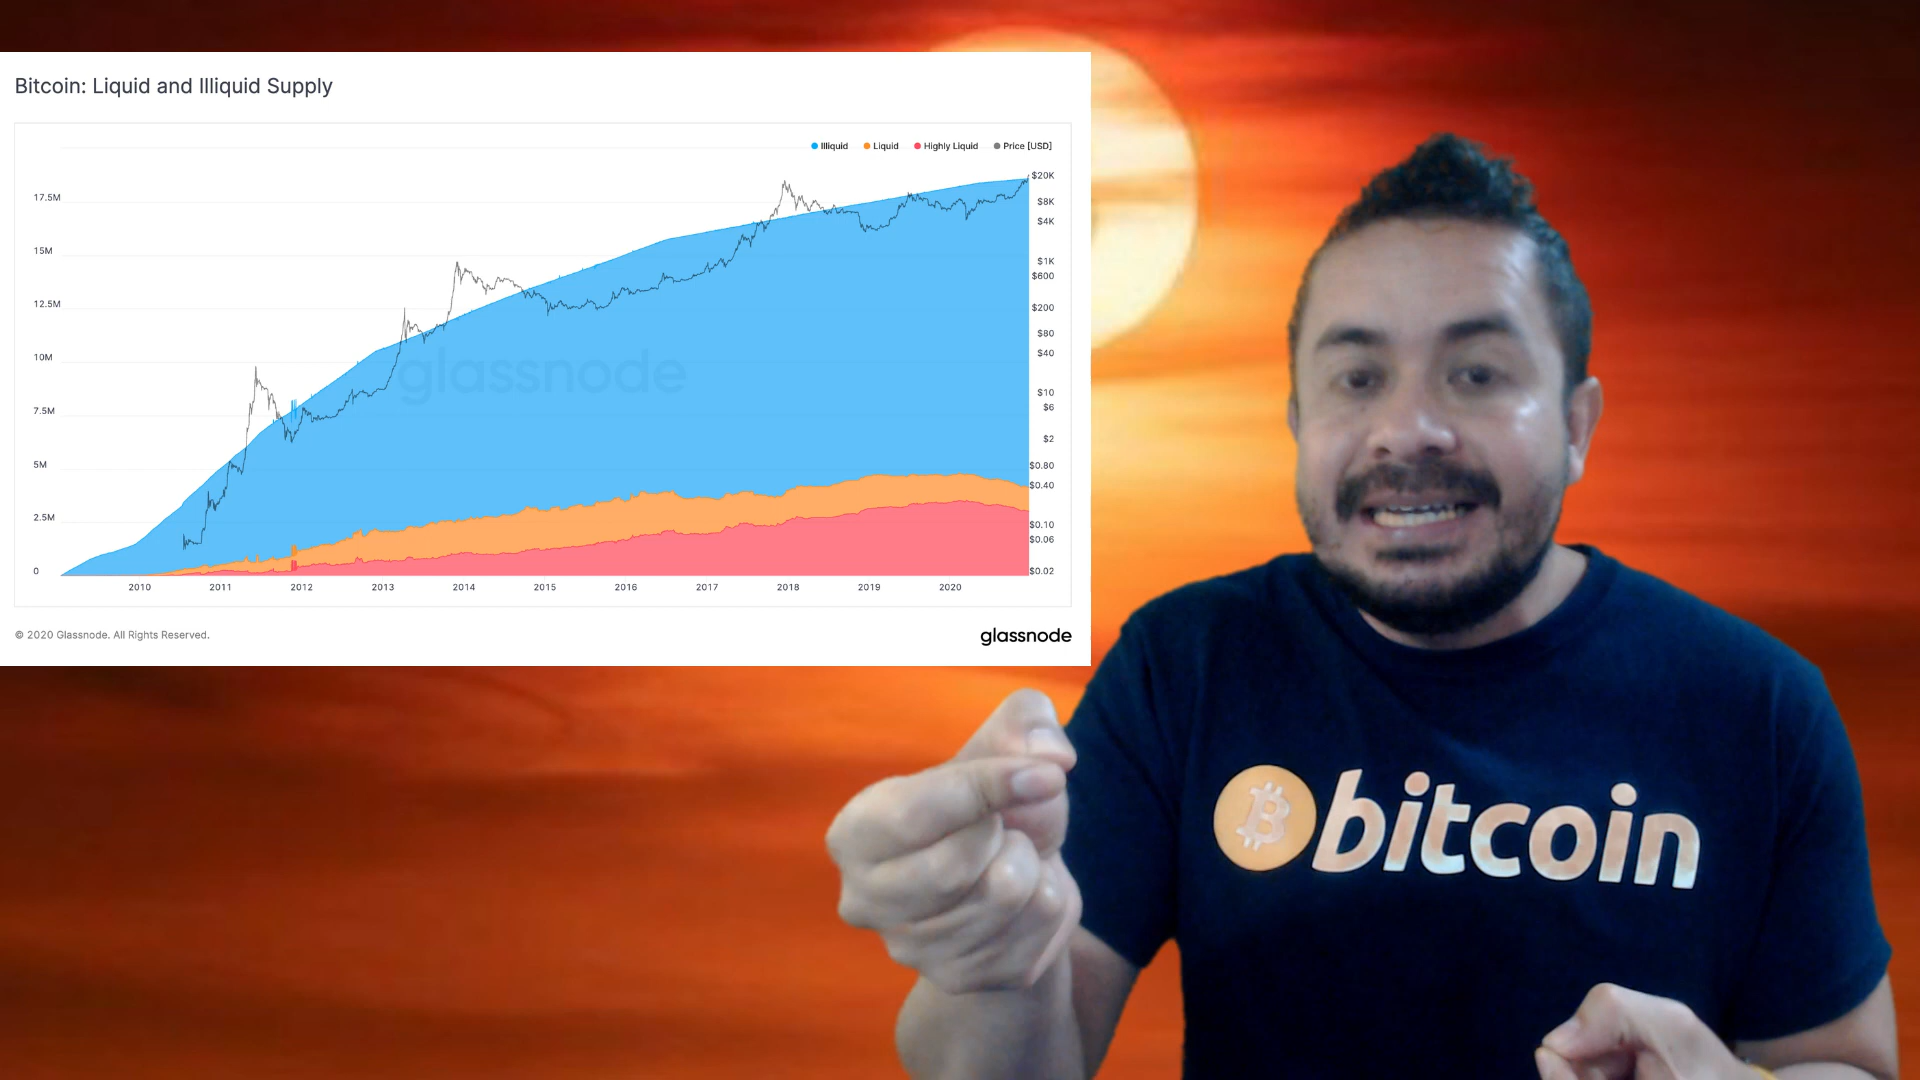 Bitcoin: Liquid and Illiquid Supply
Illiquid Liquid Highly Liquid Price [USD]
17.5M
15M
12.5M
10M
7.5M
5M
2.5M
0
$20K
$8K
$4K
$1K
$600
$200
$80
$40
$10
$6
$2
$0.80
$0.40
$0.10
$0.06
$0.02
glassnode
2010 2011 2012 2013 2014 2015 2016 2017 2018 2019 2020
© 2020 Glassnode. All Rights Reserved.
glassnode
bitcoin